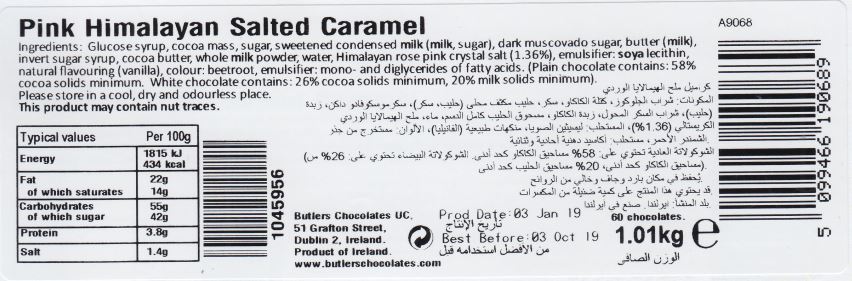 Pink Himalayan Salted Caramel
A9068
Ingredients: Glucose syrup, cocoa mass, sugar, sweetened condensed milk (milk, sugar), dark muscovado sugar, butter (milk),
invert sugar syrup, cocoa butter, whole milk powder, water, Himalayan rose pink crystal salt (1.36%), emulsifier: soya lecithin,
natural flavouring (vanilla), colour: beetroot, emulsifier: mono- and diglycerides of fatty acids. (Plain chocolate contains: 58%
cocoa solids minimum. White chocolate contains: 26% cocoa solids minimum, 20% milk solids minimum).
Please store in a cool, dry and odourless place.
This product may contain nut traces.
كراميل ملح الهيمالايا الوردي
المكونات: شراب الجلوكوز، كتلة الكاكاو، سكر، حليب مكثف محلى (حليب، سكر)، سكر موسكوفادو داكن، زبدة
(حليب)، شراب السكر المحول، زبدة الكاكاو، مسحوق الحليب كامل الدسم، ماء، ملح الهيمالايا الوردي
الكريستالي (1.36%)، المستحلب: ليسيثين الصويا، منكهات طبيعية (الفانيليا)، الألوان: مستخرج من جذر
الشمندر الأحمر، مستحلب: أكاسيد دهنية أحادية وثنائية.
الشوكولاتة العادية تحتوي على: 58% مساحيق الكاكاو كحد أدنى. الشوكولاتة البيضاء تحتوي على: 26% س)
(مساحيق الكاكاو كحد أدنى، 20% مساحيق الحليب كحد أدنى.
يُحفظ في مكان بارد وجاف وخالي من الروائح.
قد يحتوي هذا المنتج على كمية ضئيلة من المكسرات.
بلد المنشأ: ايرلندا. صنع في أيرلندا
Typical values Per 100g
Energy 1815 kJ
434 kcal
Fat 22g
of which saturates 14g
Carbohydrates 55g
of which sugar 42g
Protein 3.8g
Salt 1.4g
1045956
Butlers Chocolates UC,
51 Grafton Street,
Dublin 2, Ireland.
Product of Ireland.
www.butlerschocolates.com
Prod Date:03 Jan 19
تاريخ الإنتاج
Best Before:03 Oct 19
من الأفضل استخدامه قبل
60 chocolates.
1.01kg e
الوزن الصافي
5 099466 190689